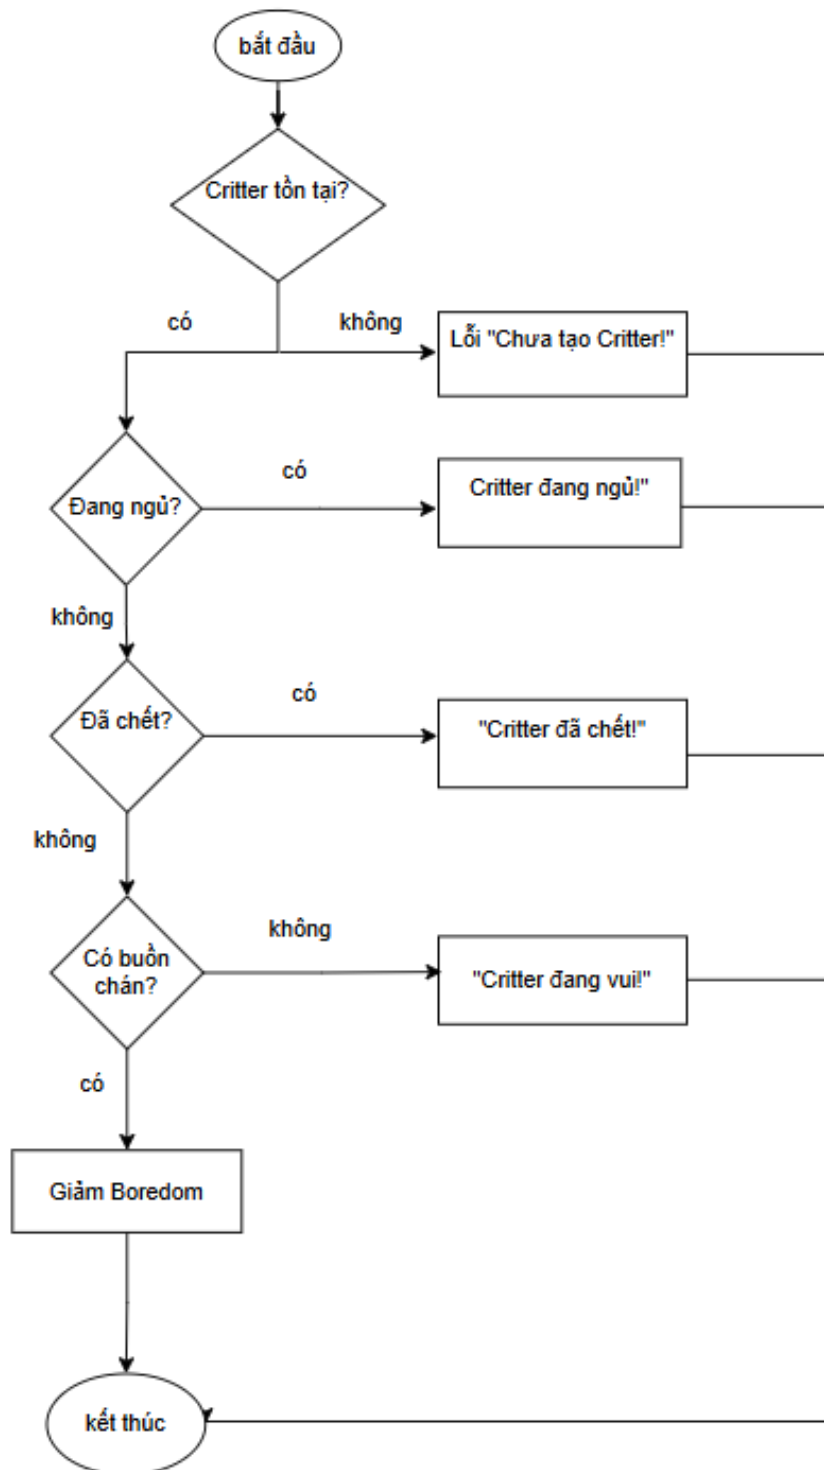 bắt đầu
Critter tồn tại?
có
không
Lỗi "Chưa tạo Critter!"
Đang ngủ?
có
Critter đang ngủ!"
không
Đã chết?
có
"Critter đã chết!"
không
Có buồn
chán?
không
"Critter đang vui!"
có
Giảm Boredom
kết thúc